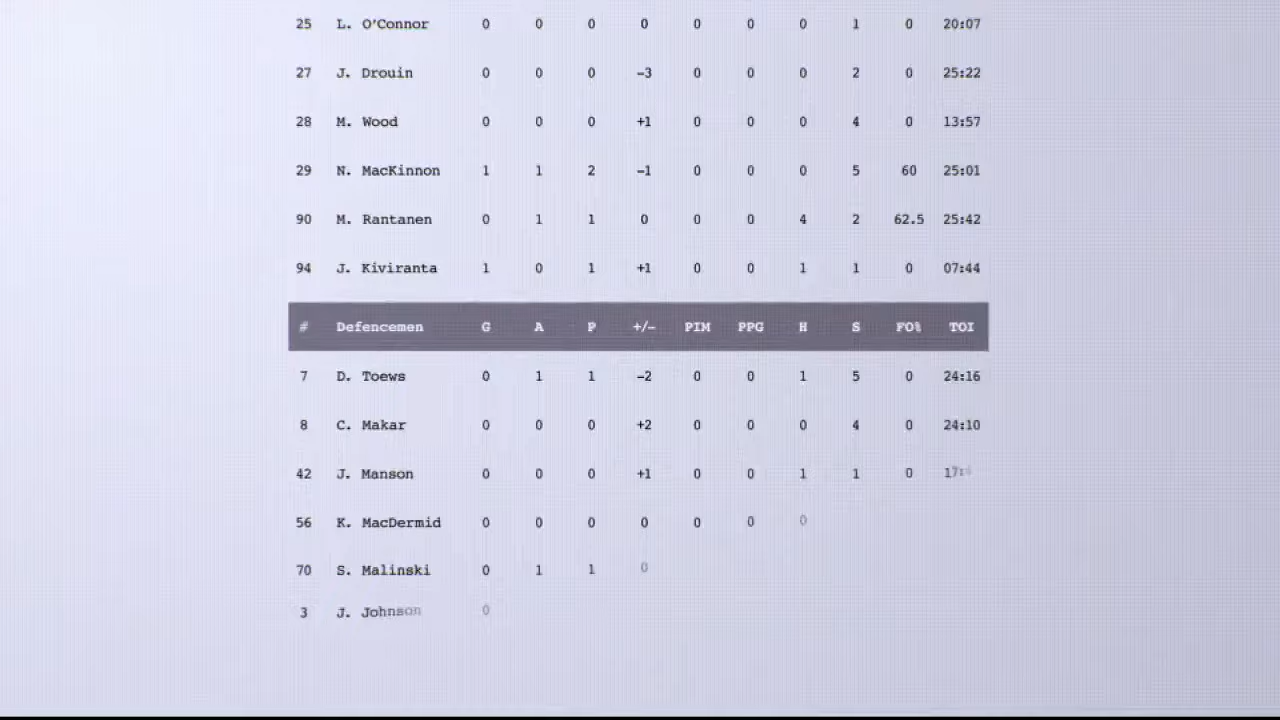 25 L. O'Connor 0 0 0 0 0 0 0 1 0 20:07
27 J. Drouin 0 0 0 -3 0 0 0 2 0 25:22
28 M. Wood 0 0 0 +1 0 0 0 4 0 13:57
29 N. MacKinnon 1 1 2 -1 0 0 0 5 60 25:01
90 M. Rantanen 0 1 1 0 0 0 4 2 62.5 25:42
94 J. Kiviranta 1 0 1 +1 0 0 1 1 0 07:44
# Defencemen G A P +/- PIM PPG H S FO% TOI
7 D. Toews 0 1 1 -2 0 0 1 5 0 24:16
8 C. Makar 0 0 0 +2 0 0 0 4 0 24:10
42 J. Manson 0 0 0 +1 0 0 1 1 0 17:
56 K. MacDermid 0 0 0 0 0 0 0
70 S. Malinski 0 1 1 0
3 J. Johnson 0